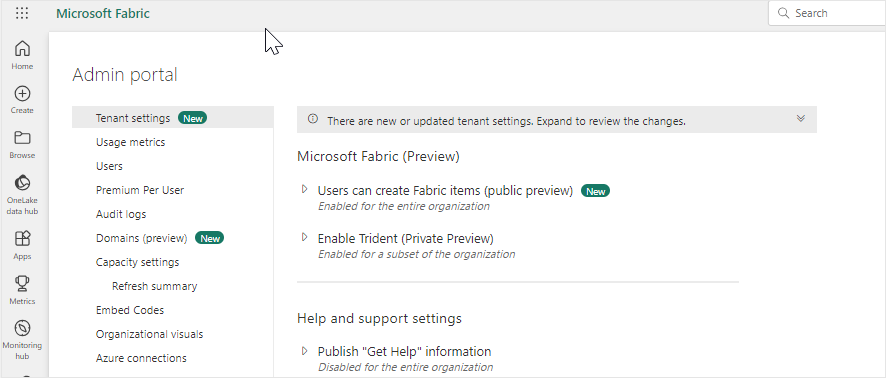 Microsoft Fabric
Search
Home
Create
Browse
OneLake
data hub
Apps
Metrics
Monitoring
hub
Admin portal
Tenant settings New
Usage metrics
Users
Premium Per User
Audit logs
Domains (preview) New
Capacity settings
Refresh summary
Embed Codes
Organizational visuals
Azure connections
There are new or updated tenant settings. Expand to review the changes.
Microsoft Fabric (Preview)
Users can create Fabric items (public preview) New
Enabled for the entire organization
Enable Trident (Private Preview)
Enabled for a subset of the organization
Help and support settings
Publish "Get Help" information
Disabled for the entire organization